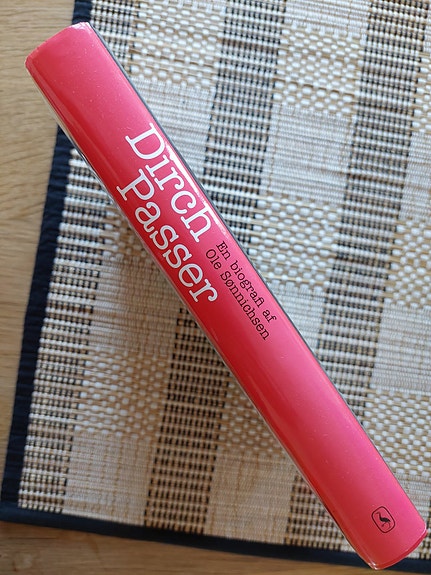 Dirch
Passer
En biografi af
Ole Sønnichsen